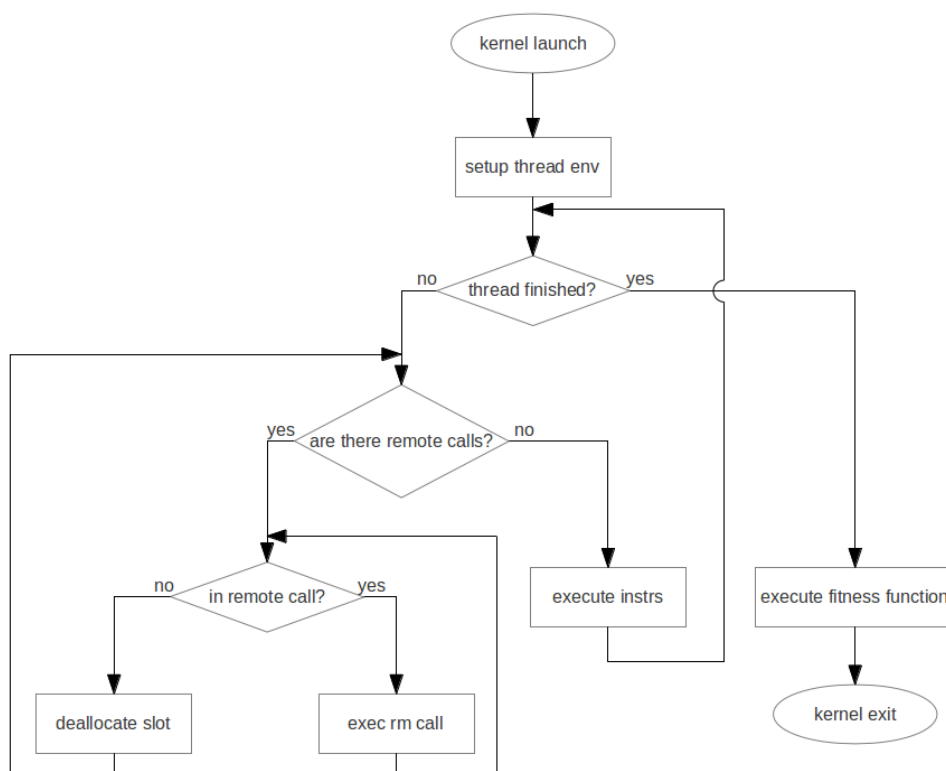 kernel launch
setup thread env
no
yes
thread finished?
yes
no
are there remote calls?
no
yes
in remote call?
execute instrs
execute fitness function
deallocate slot
exec rm call
kernel exit